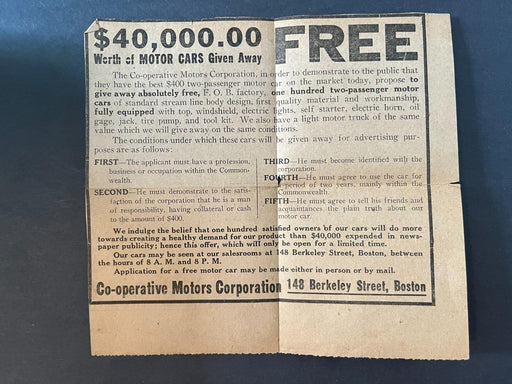 $40,000.00 FREE
Worth of MOTOR CARS Given Away
The Co-operative Motors Corporation, in order to demonstrate to the public that
they have the best $400 two-passenger motor car on the market today, propose to
give away absolutely free, F. O. B. factory, one hundred two-passenger motor
cars of standard stream line body design, first quality material and workmanship,
fully equipped with top, windshield, electric lights, self starter, electric horn, oil
gage, jack, tire pump, and tool kit. We also have a light motor truck of the same
value which we will give away on the same conditions.
The conditions under which these cars will be given away for advertising pur-
poses are as follows:
FIRST—The applicant must have a profession,
business or occupation within the Common-
wealth.
SECOND—He must demonstrate to the satis-
faction of the corporation that he is a man
of responsibility, having collateral or cash
to the amount of $400.
THIRD—He must become identified with the
corporation.
FOURTH—He must agree to use the car for
a period of two years, mainly within the
Commonwealth.
FIFTH—He must agree to tell his friends and
acquaintances the plain truth about our
motor car.
We indulge the belief that one hundred satisfied owners of our cars will do more
towards creating a healthy demand for our product than $40,000 expended in news-
paper publicity; hence this offer, which will only be open for a limited time.
Our cars may be seen at our salesrooms at 148 Berkeley Street, Boston, between
the hours of 8 A. M. and 8 P. M.
Application for a free motor car may be made either in person or by mail.
Co-operative Motors Corporation 148 Berkeley Street, Boston